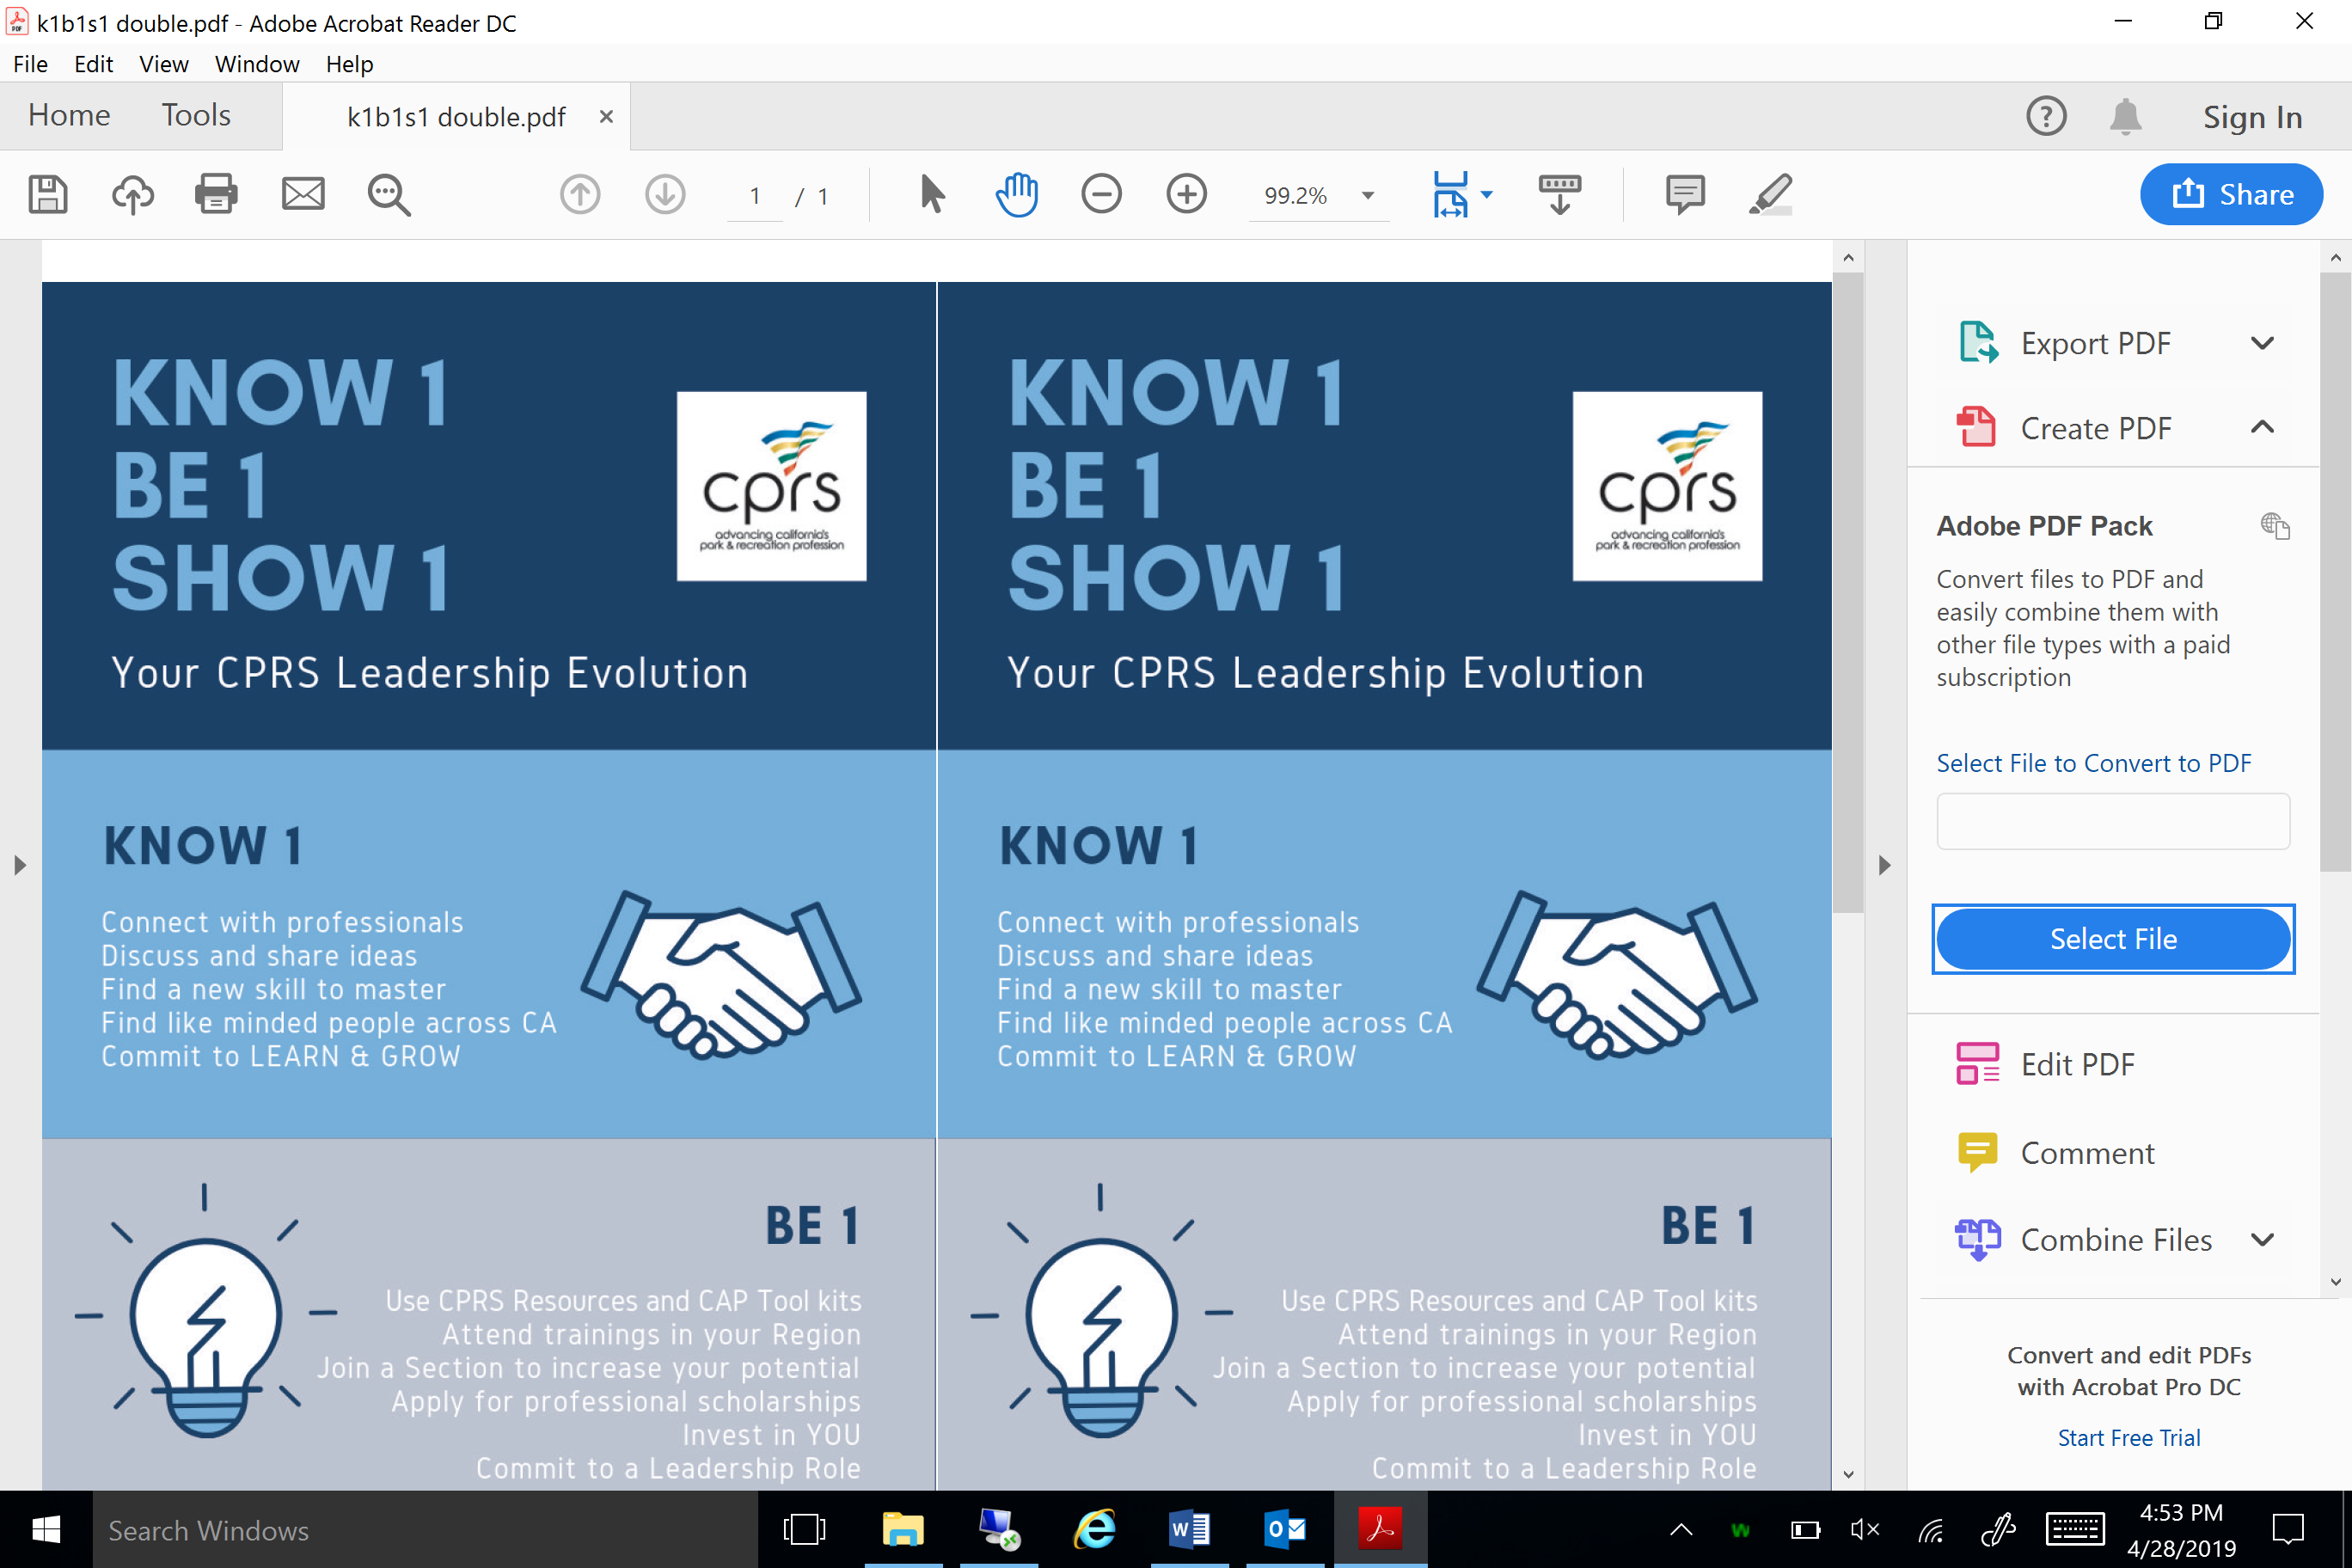 k1b1s1 double.pdf - Adobe Acrobat Reader DC
File Edit View Window Help
Home Tools k1b1s1 double.pdf × Sign In
1 / 1 99.2% Share
KNOW 1
BE 1
SHOW 1
cprs
advancing california's
park & recreation profession
Your CPRS Leadership Evolution
KNOW 1
Connect with professionals
Discuss and share ideas
Find a new skill to master
Find like minded people across CA
Commit to LEARN & GROW
BE 1
Use CPRS Resources and CAP Tool kits
Attend trainings in your Region
Join a Section to increase your potential
Apply for professional scholarships
Invest in YOU
Commit to a Leadership Role
KNOW 1
BE 1
SHOW 1
cprs
advancing california's
park & recreation profession
Your CPRS Leadership Evolution
KNOW 1
Connect with professionals
Discuss and share ideas
Find a new skill to master
Find like minded people across CA
Commit to LEARN & GROW
BE 1
Use CPRS Resources and CAP Tool kits
Attend trainings in your Region
Join a Section to increase your potential
Apply for professional scholarships
Invest in YOU
Commit to a Leadership Role
Export PDF
Create PDF
Adobe PDF Pack
Convert files to PDF and
easily combine them with
other file types with a paid
subscription
Select File to Convert to PDF
Select File
Edit PDF
Comment
Combine Files
Convert and edit PDFs
with Acrobat Pro DC
Start Free Trial
Search Windows
4:53 PM
4/28/2019